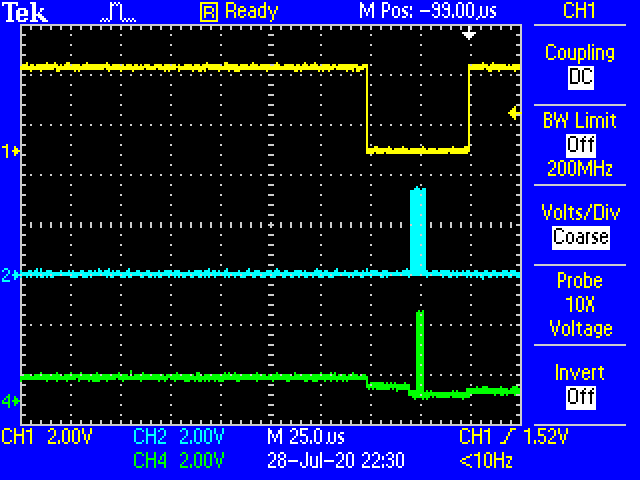 Tek R Ready M Pos: -99.00µs CH1
Coupling
DC
BW Limit
Off
200MHz
Volts/Div
Coarse
Probe
10X
Voltage
Invert
Off
1
2
4
CH1 2.00V CH2 2.00V M 25.0µs CH1 1.52V
CH4 2.00V 28-Jul-20 22:30 <10Hz